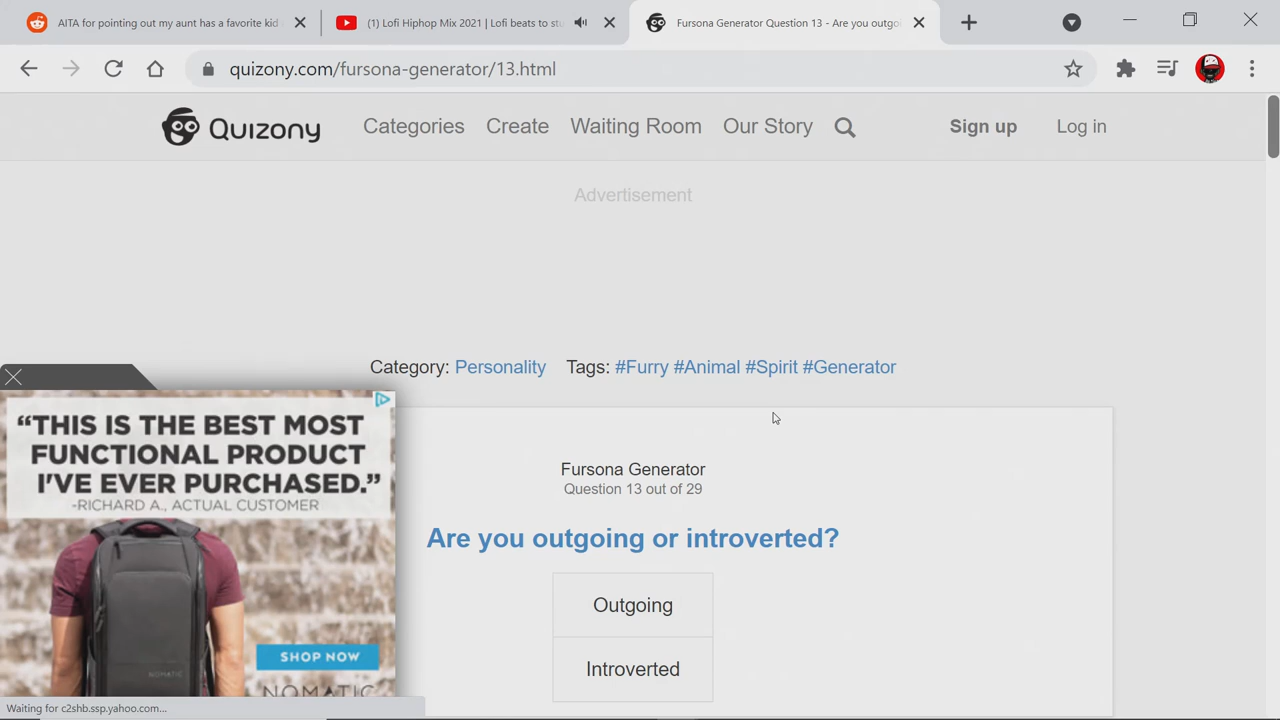 AITA for pointing out my aunt has a favorite kid
(1) Lofi Hiphop Mix 2021 | Lofi beats to stu
Fursona Generator Question 13 - Are you outgo
quizony.com/fursona-generator/13.html
Quizony
Categories
Create
Waiting Room
Our Story
Sign up
Log in
Advertisement
Category: Personality
Tags: #Furry #Animal #Spirit #Generator
“THIS IS THE BEST MOST
FUNCTIONAL PRODUCT
I'VE EVER PURCHASED.”
-RICHARD A., ACTUAL CUSTOMER
NOMATIC
SHOP NOW
NOMATIC
Fursona Generator
Question 13 out of 29
Are you outgoing or introverted?
Outgoing
Introverted
Waiting for c2shb.ssp.yahoo.com...